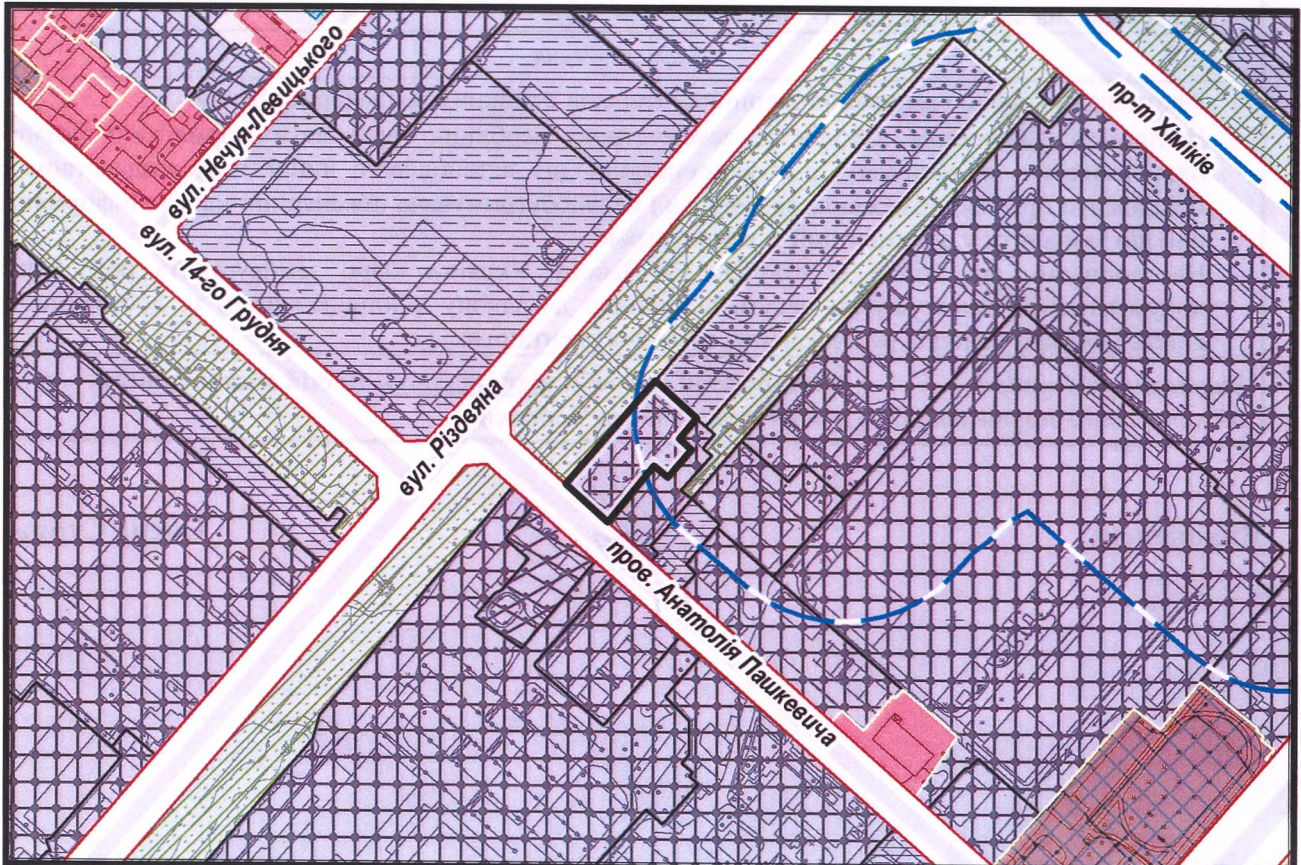 вул. Нечуя-Левицького
пр-т Хіміків
вул. 14-го Грудня
вул. Різдвяна
пров. Анатолія Пашкевича